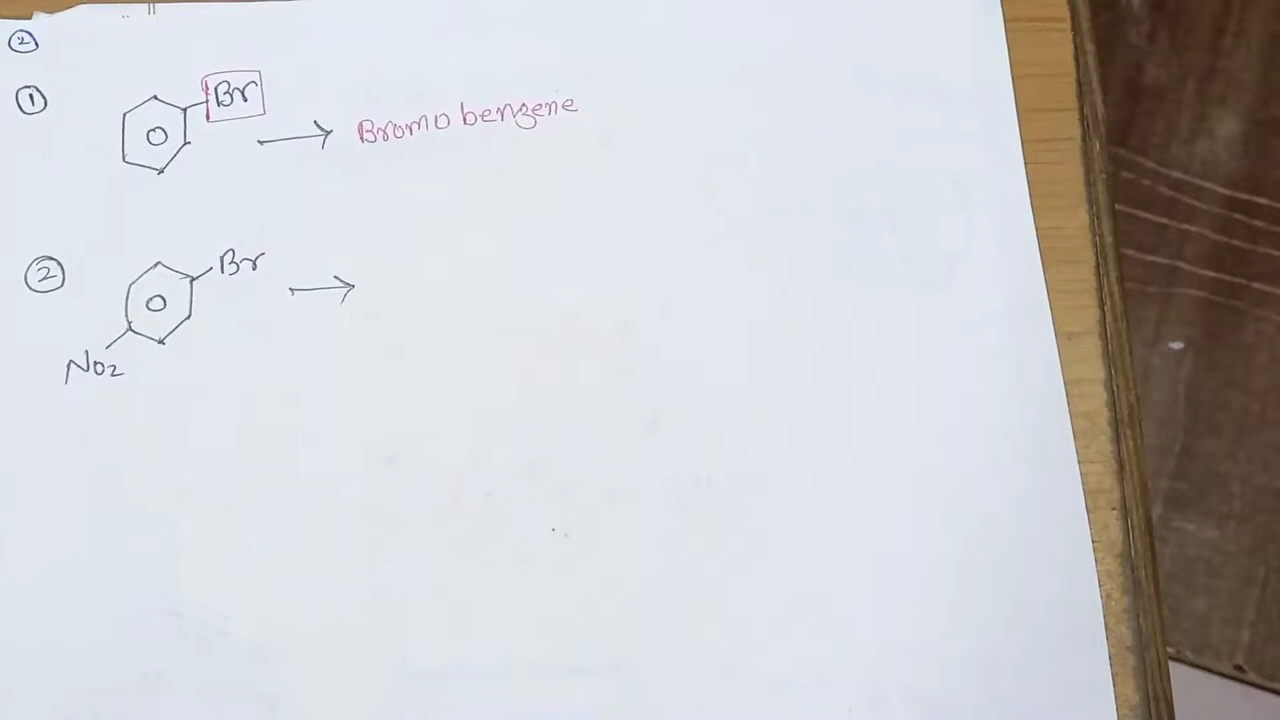 ②
① Br → Bromo benzene
② Br →
NO2